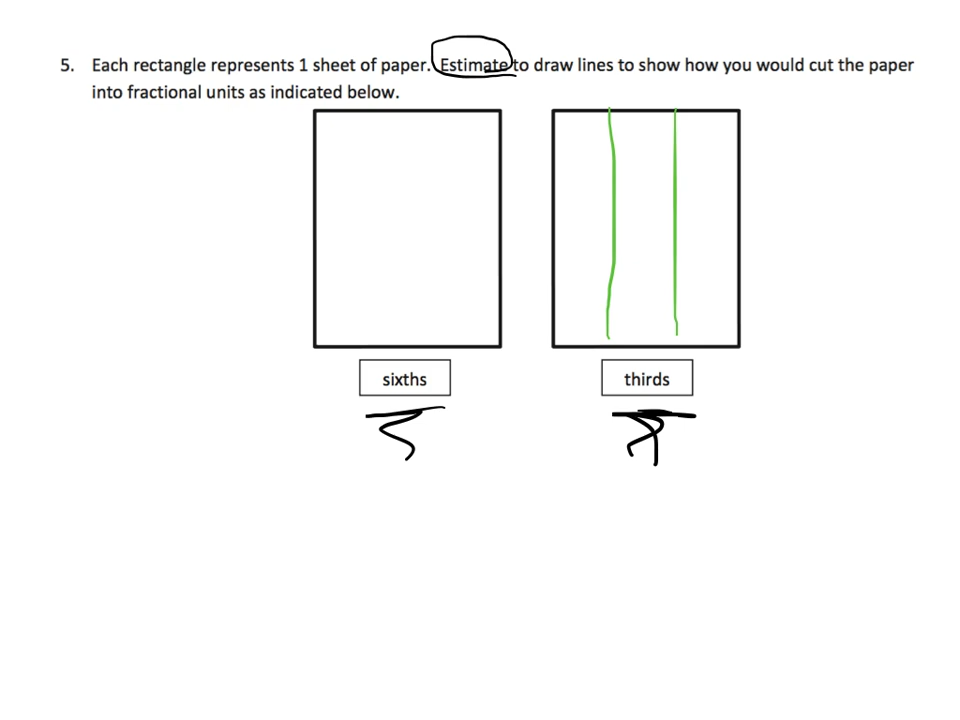 5. Each rectangle represents 1 sheet of paper. Estimate to draw lines to show how you would cut the paper
into fractional units as indicated below.
sixths thirds